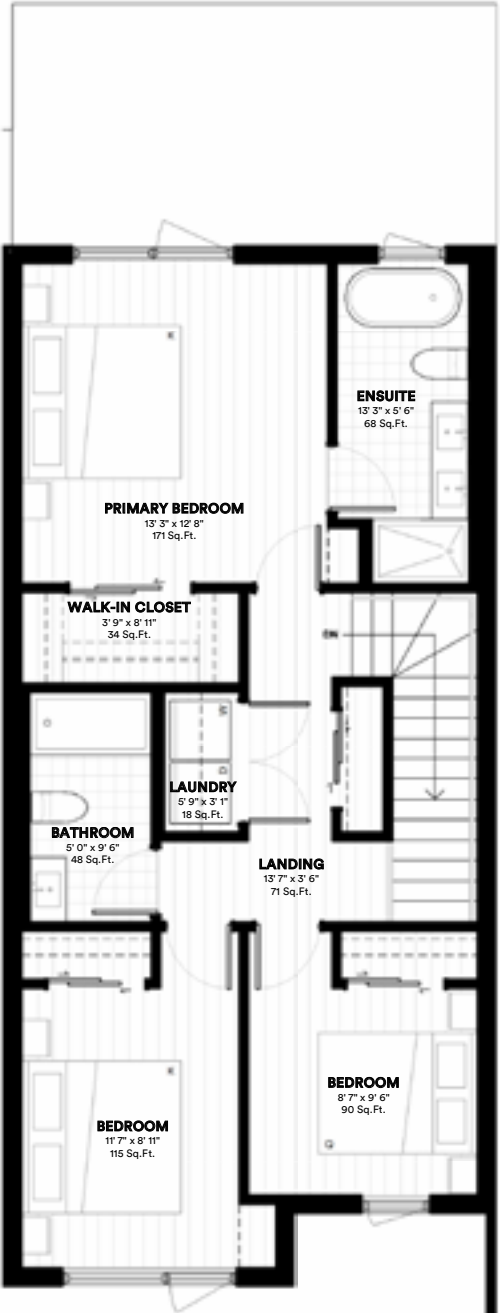 K
ENSUITE
13' 3" x 5' 6"
68 Sq.Ft.
PRIMARY BEDROOM
13' 3" x 12' 8"
171 Sq.Ft.
WALK-IN CLOSET
3' 9" x 8' 11"
34 Sq.Ft.
W
D
LAUNDRY
5' 9" x 3' 1"
18 Sq.Ft.
BATHROOM
5' 0" x 9' 6"
48 Sq.Ft.
LANDING
13' 7" x 3' 6"
71 Sq.Ft.
K
BEDROOM
8' 7" x 9' 6"
90 Sq.Ft.
BEDROOM
11' 7" x 8' 11"
115 Sq.Ft.
Q